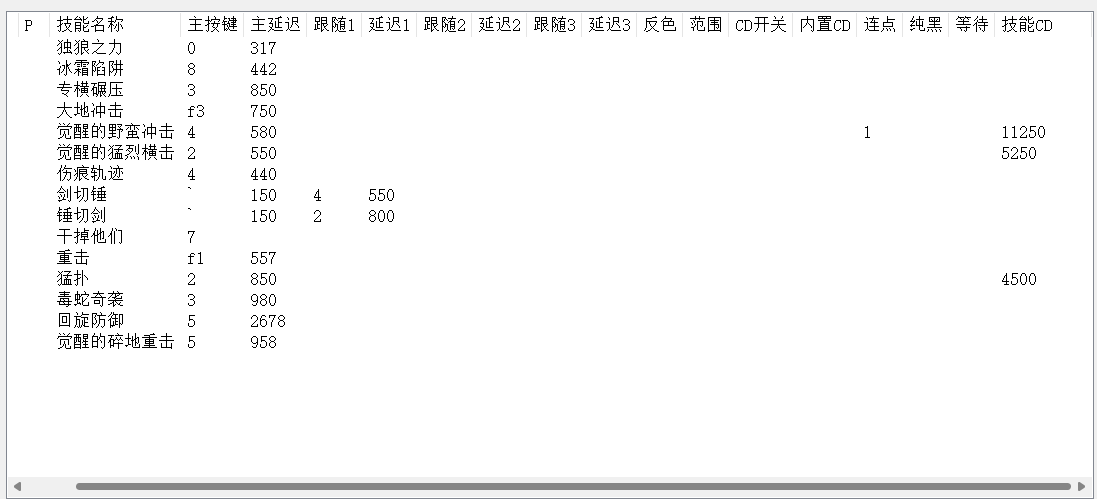 P 技能名称 主按键 主延迟 跟随1 延迟1 跟随2 延迟2 跟随3 延迟3 反色 范围 CD开关 内置CD 连点 纯黑 等待 技能CD
独狼之力 0 317
冰霜陷阱 8 442
专横碾压 3 850
大地冲击 f3 750
觉醒的野蛮冲击 4 580 1 11250
觉醒的猛烈横击 2 550 5250
伤痕轨迹 4 440
剑切锤 ` 150 4 550
锤切剑 ` 150 2 800
干掉他们 7
重击 f1 557
猛扑 2 850 4500
毒蛇奇袭 3 980
回旋防御 5 2678
觉醒的碎地重击 5 958